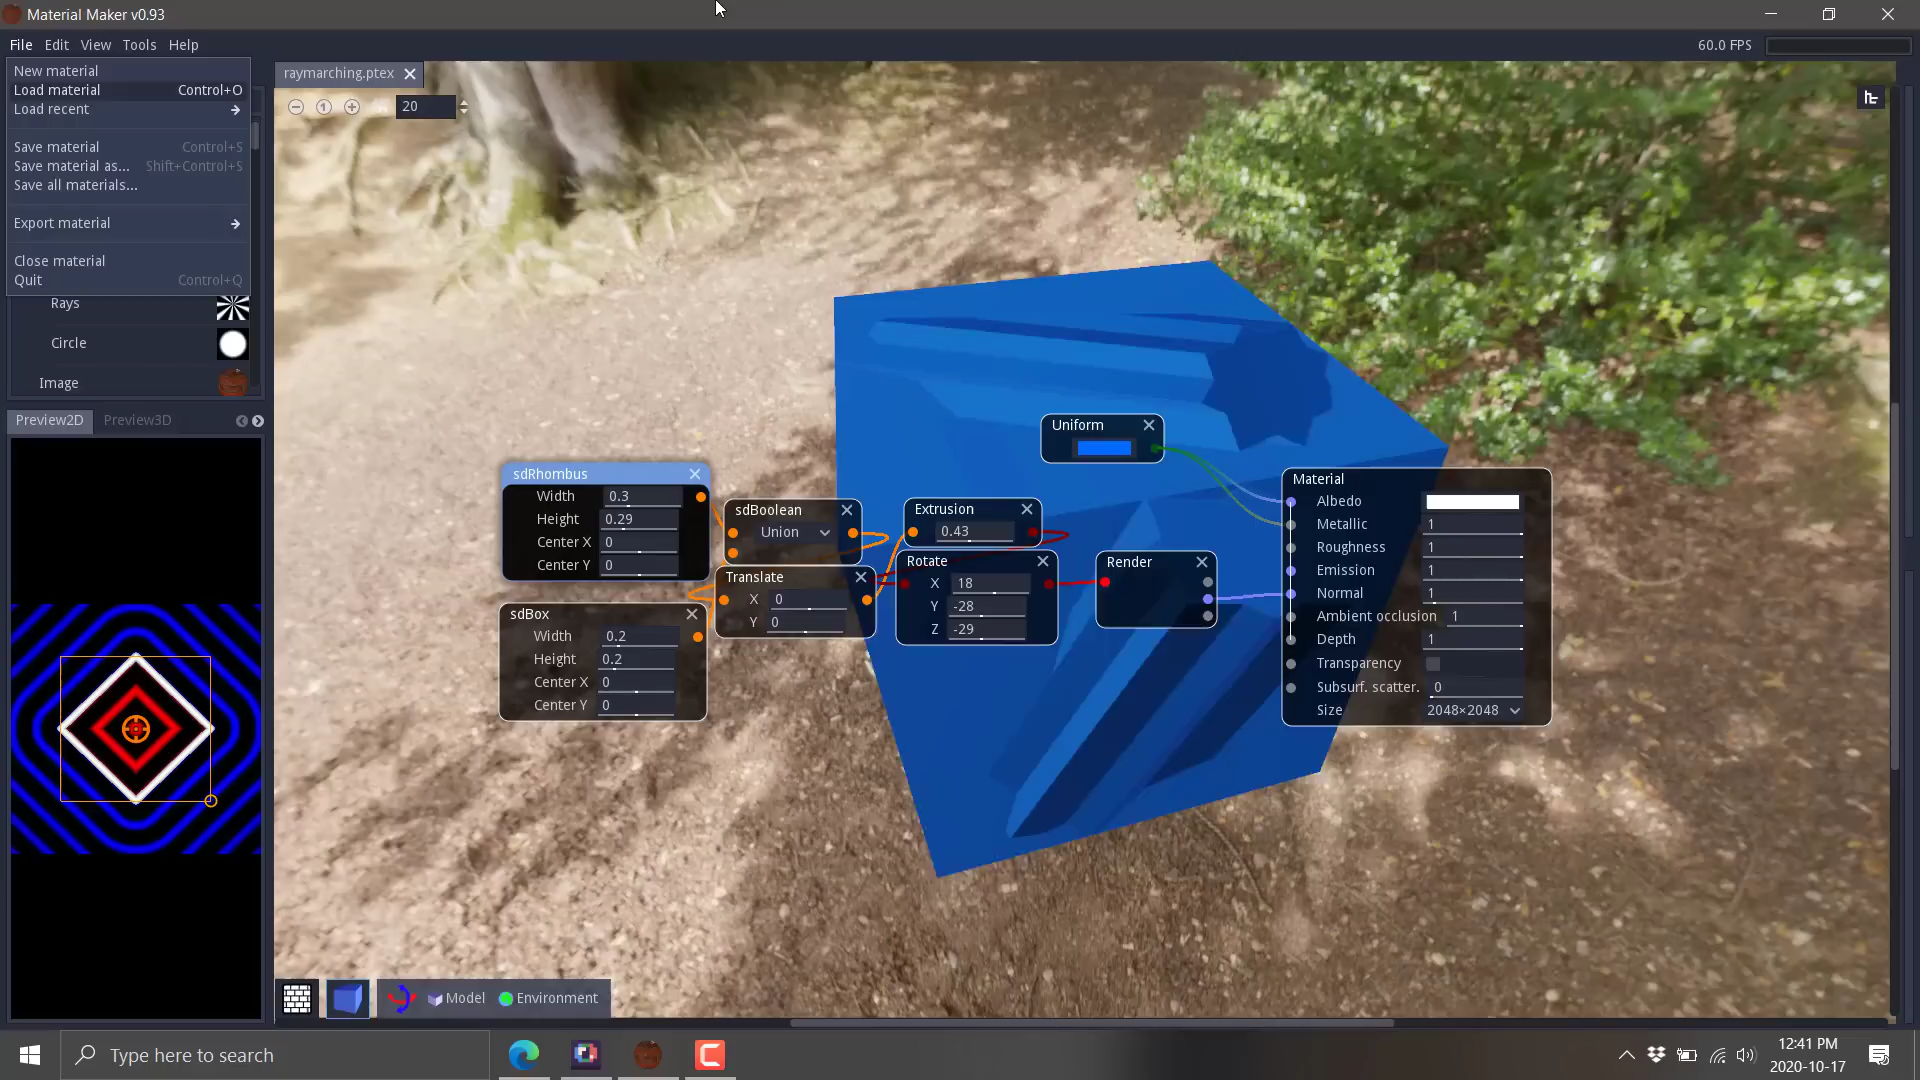 Material Maker v0.93
File Edit View Tools Help
60.0 FPS
New material
Load material Control+O
Load recent
Save material Control+S
Save material as... Shift+Control+S
Save all materials...
Export material
Close material
Quit Control+Q
Rays
Circle
Image
Preview2D Preview3D
raymarching.ptex
20
sdRhombus
Width 0.3
Height 0.29
Center X 0
Center Y 0
sdBox
Width 0.2
Height 0.2
Center X 0
Center Y 0
sdBoolean
Union
Translate
X 0
Y 0
Extrusion
0.43
Rotate
X 18
Y -28
Z -29
Uniform
Render
Material
Albedo
Metallic 1
Roughness 1
Emission 1
Normal 1
Ambient occlusion 1
Depth 1
Transparency
Subsurf. scatter. 0
Size 2048×2048
Model Environment
Type here to search
12:41 PM
2020-10-17